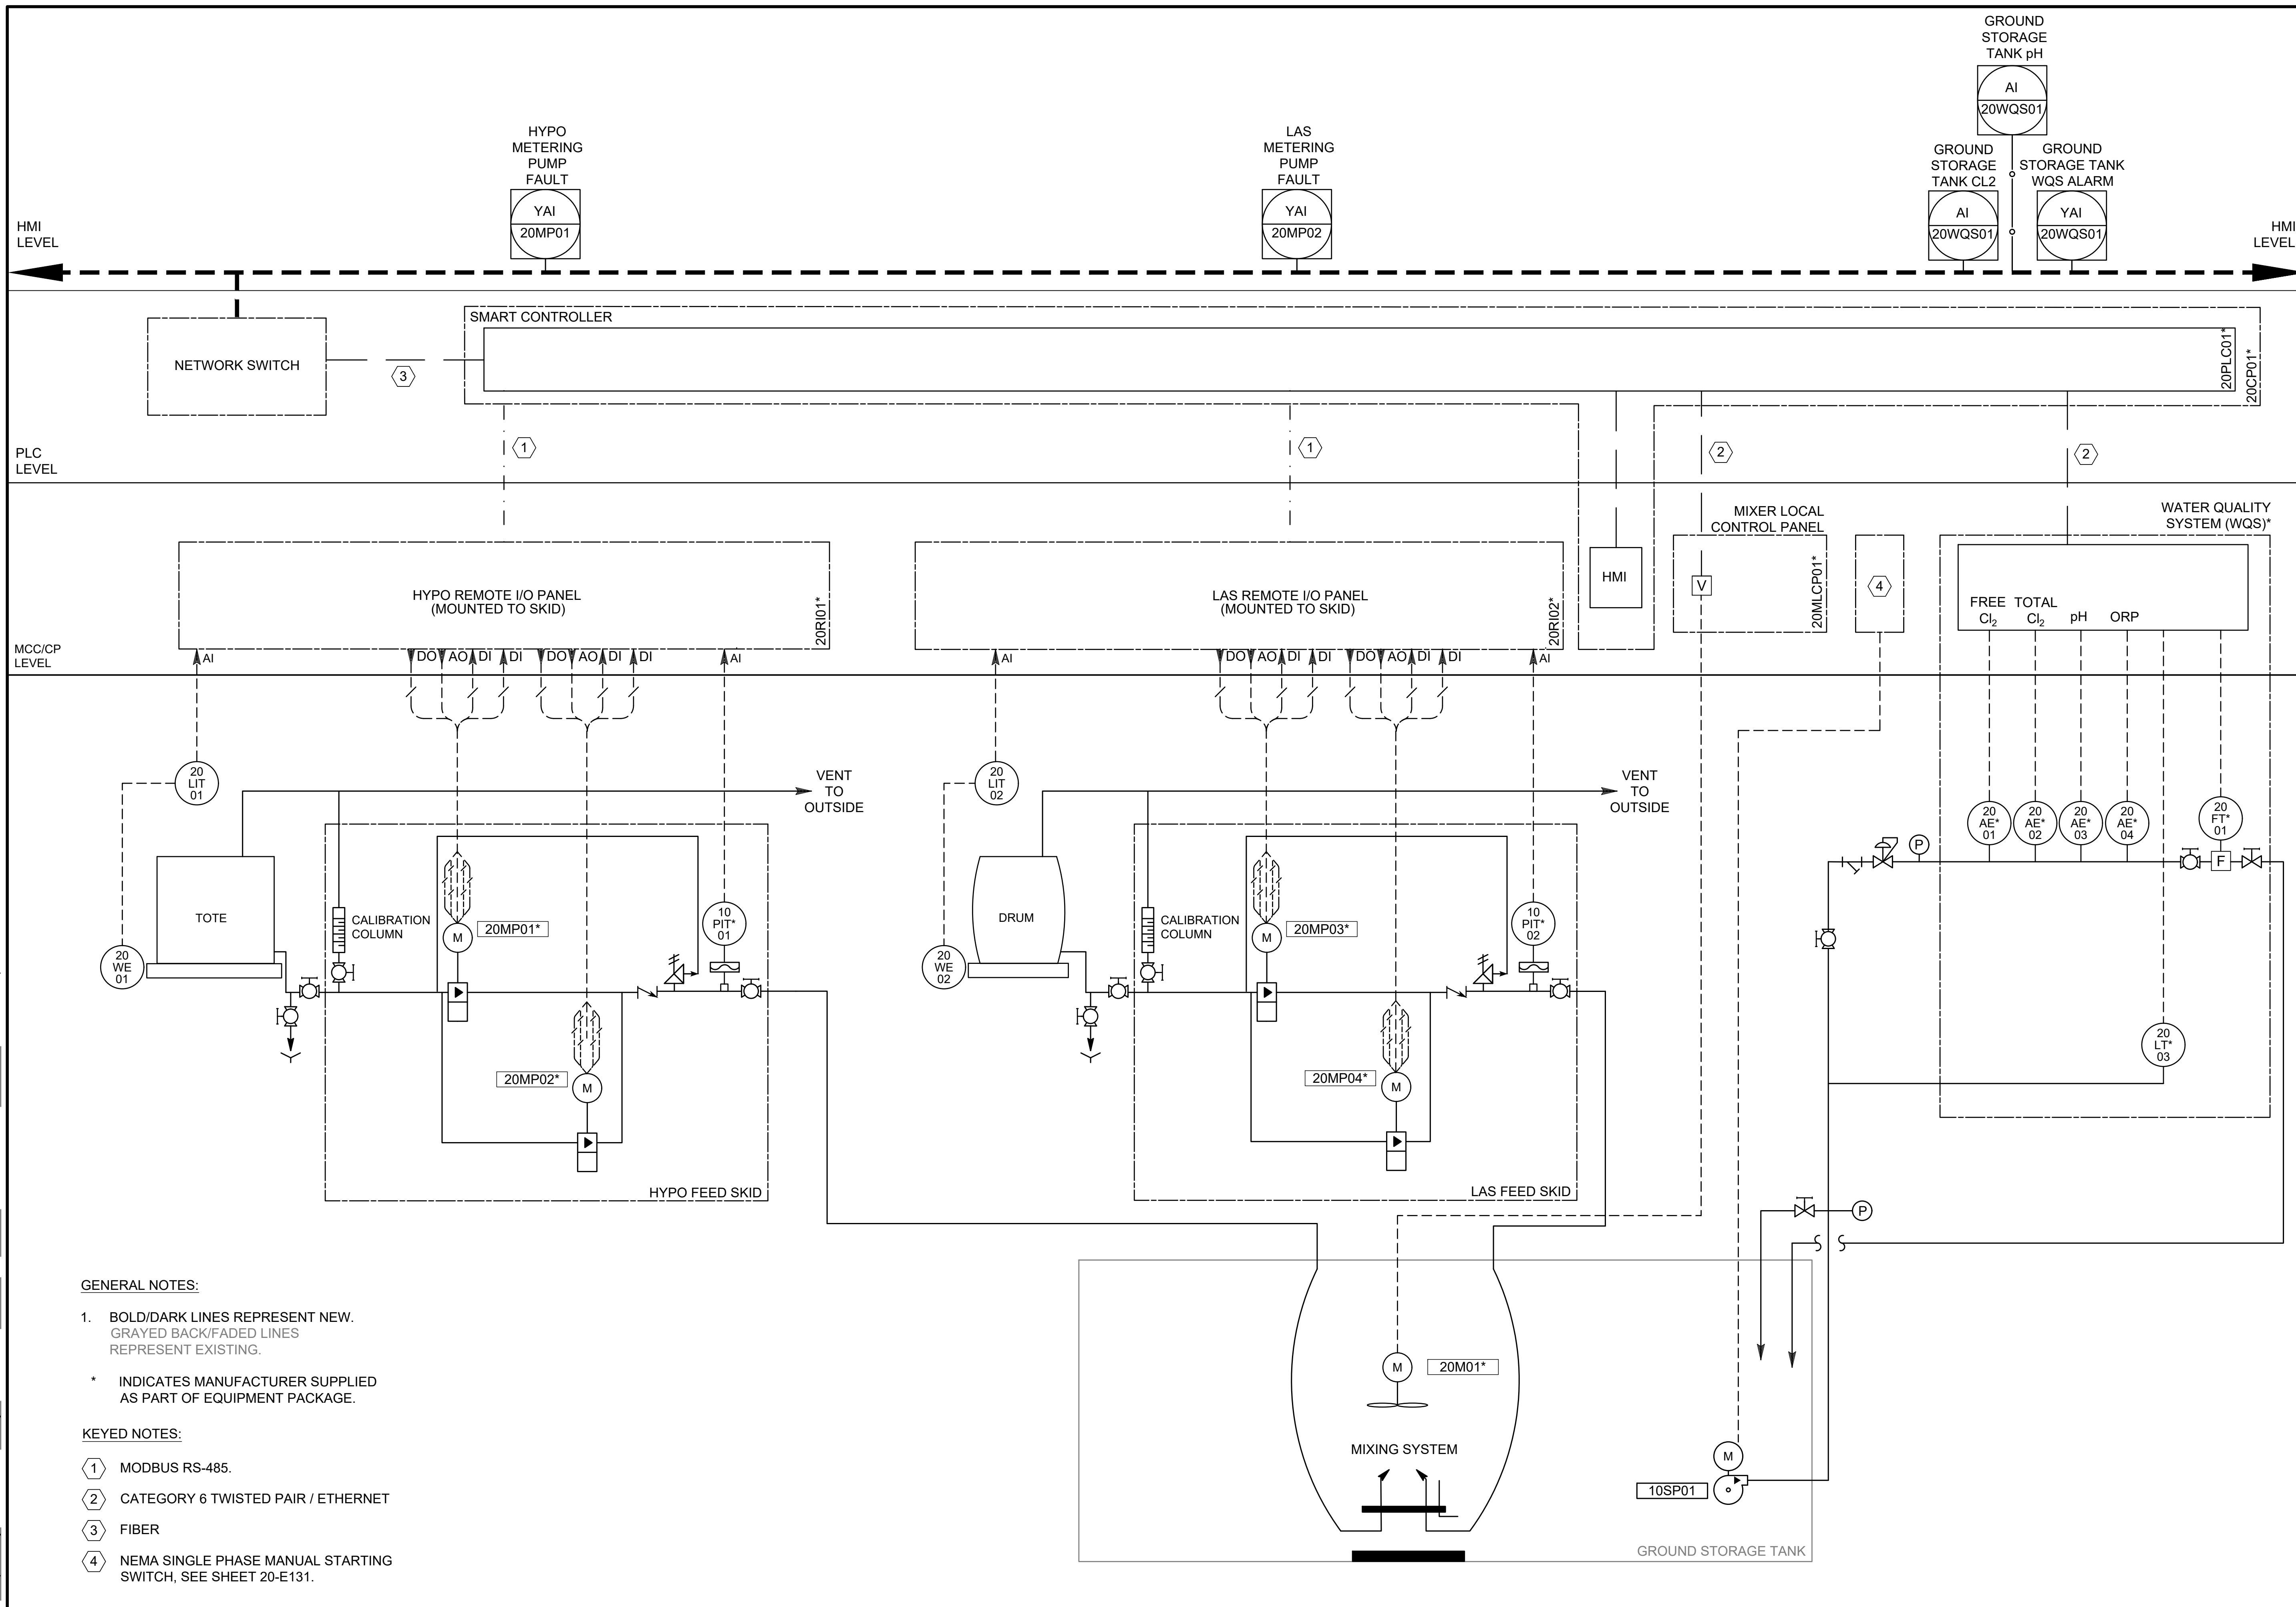 GROUND
STORAGE
TANK pH
AI
20WQS01
HYPO
METERING
PUMP
FAULT
YAI
20MP01
LAS
METERING
PUMP
FAULT
YAI
20MP02
GROUND
STORAGE
TANK CL2
AI
20WQS01
GROUND
STORAGE TANK
WQS ALARM
YAI
20WQS01
HMI
LEVEL
HMI
LEVEL
SMART CONTROLLER
20PLC01*
20CP01*
NETWORK SWITCH
3
1
1
2
2
PLC
LEVEL
HYPO REMOTE I/O PANEL
(MOUNTED TO SKID)
20RI01*
LAS REMOTE I/O PANEL
(MOUNTED TO SKID)
20RI02*
HMI
MIXER LOCAL
CONTROL PANEL
V
20MLCP01*
4
WATER QUALITY
SYSTEM (WQS)*
FREE Cl₂
TOTAL Cl₂
pH
ORP
MCC/CP
LEVEL
AI
DO AO DI DI DO AO DI DI
AI
AI
DO AO DI DI DO AO DI DI
AI
20
LIT
01
VENT
TO
OUTSIDE
20
LIT
02
VENT
TO
OUTSIDE
20
AE*
01
20
AE*
02
20
AE*
03
20
AE*
04
20
FT*
01
P
F
TOTE
20
WE
01
CALIBRATION
COLUMN
M
20MP01*
10
PIT*
01
20MP02*
M
HYPO FEED SKID
DRUM
20
WE
02
CALIBRATION
COLUMN
M
20MP03*
10
PIT*
02
20MP04*
M
LAS FEED SKID
20
LT*
03
P
GENERAL NOTES:
1. BOLD/DARK LINES REPRESENT NEW.
GRAYED BACK/FADED LINES
REPRESENT EXISTING.
* INDICATES MANUFACTURER SUPPLIED
AS PART OF EQUIPMENT PACKAGE.
KEYED NOTES:
1 MODBUS RS-485.
2 CATEGORY 6 TWISTED PAIR / ETHERNET
3 FIBER
4 NEMA SINGLE PHASE MANUAL STARTING
SWITCH, SEE SHEET 20-E131.
M
20M01*
MIXING SYSTEM
M
10SP01
GROUND STORAGE TANK